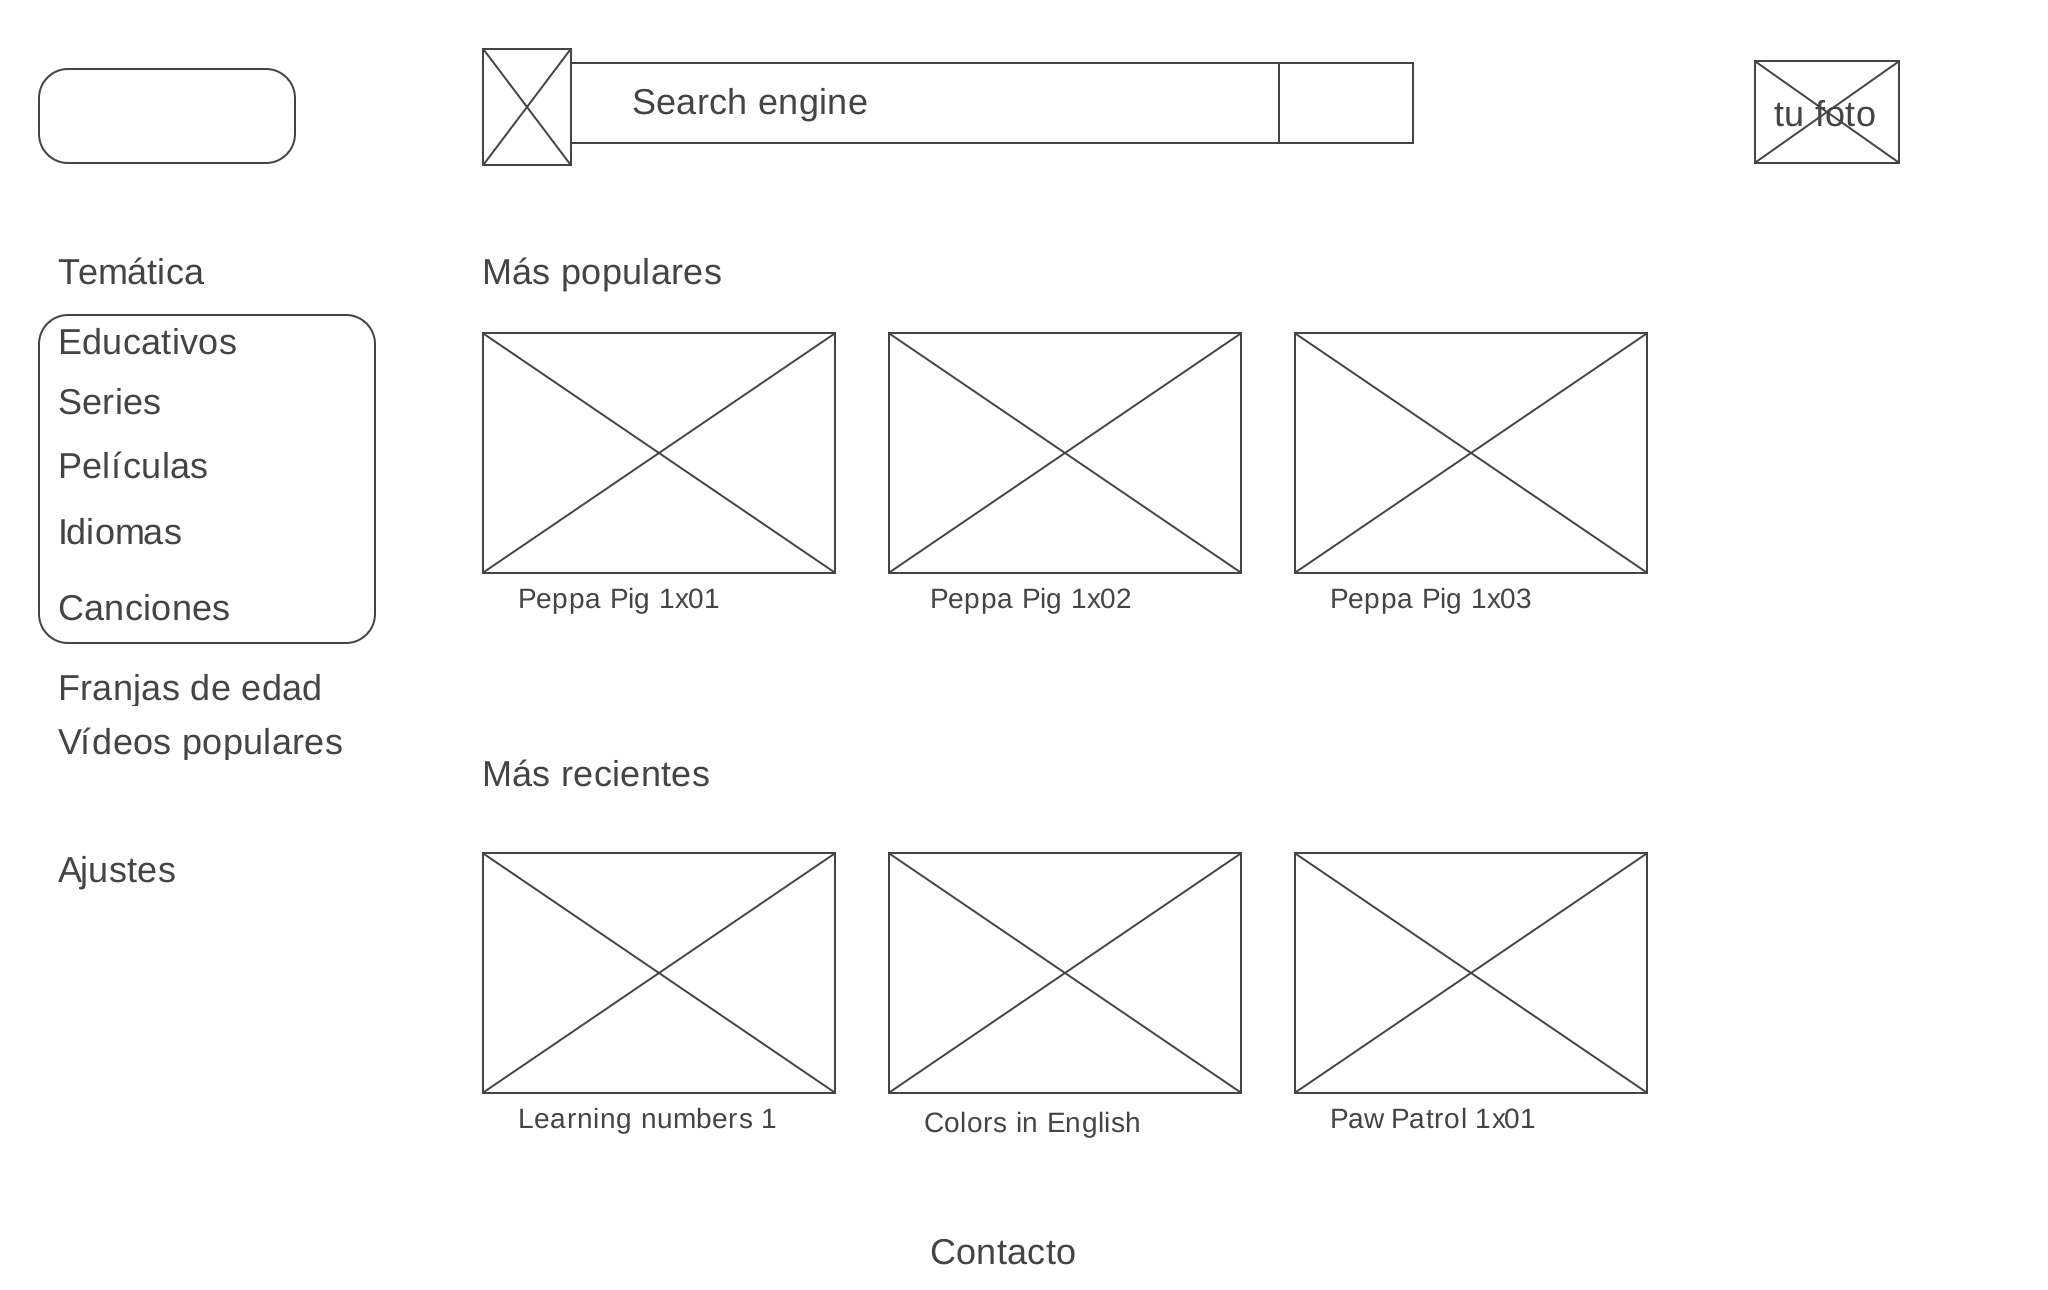 Search engine
tu foto
Temática
Educativos
Series
Películas
Idiomas
Canciones
Franjas de edad
Vídeos populares
Ajustes
Más populares
Peppa Pig 1x01
Peppa Pig 1x02
Peppa Pig 1x03
Más recientes
Learning numbers 1
Colors in English
Paw Patrol 1x01
Contacto